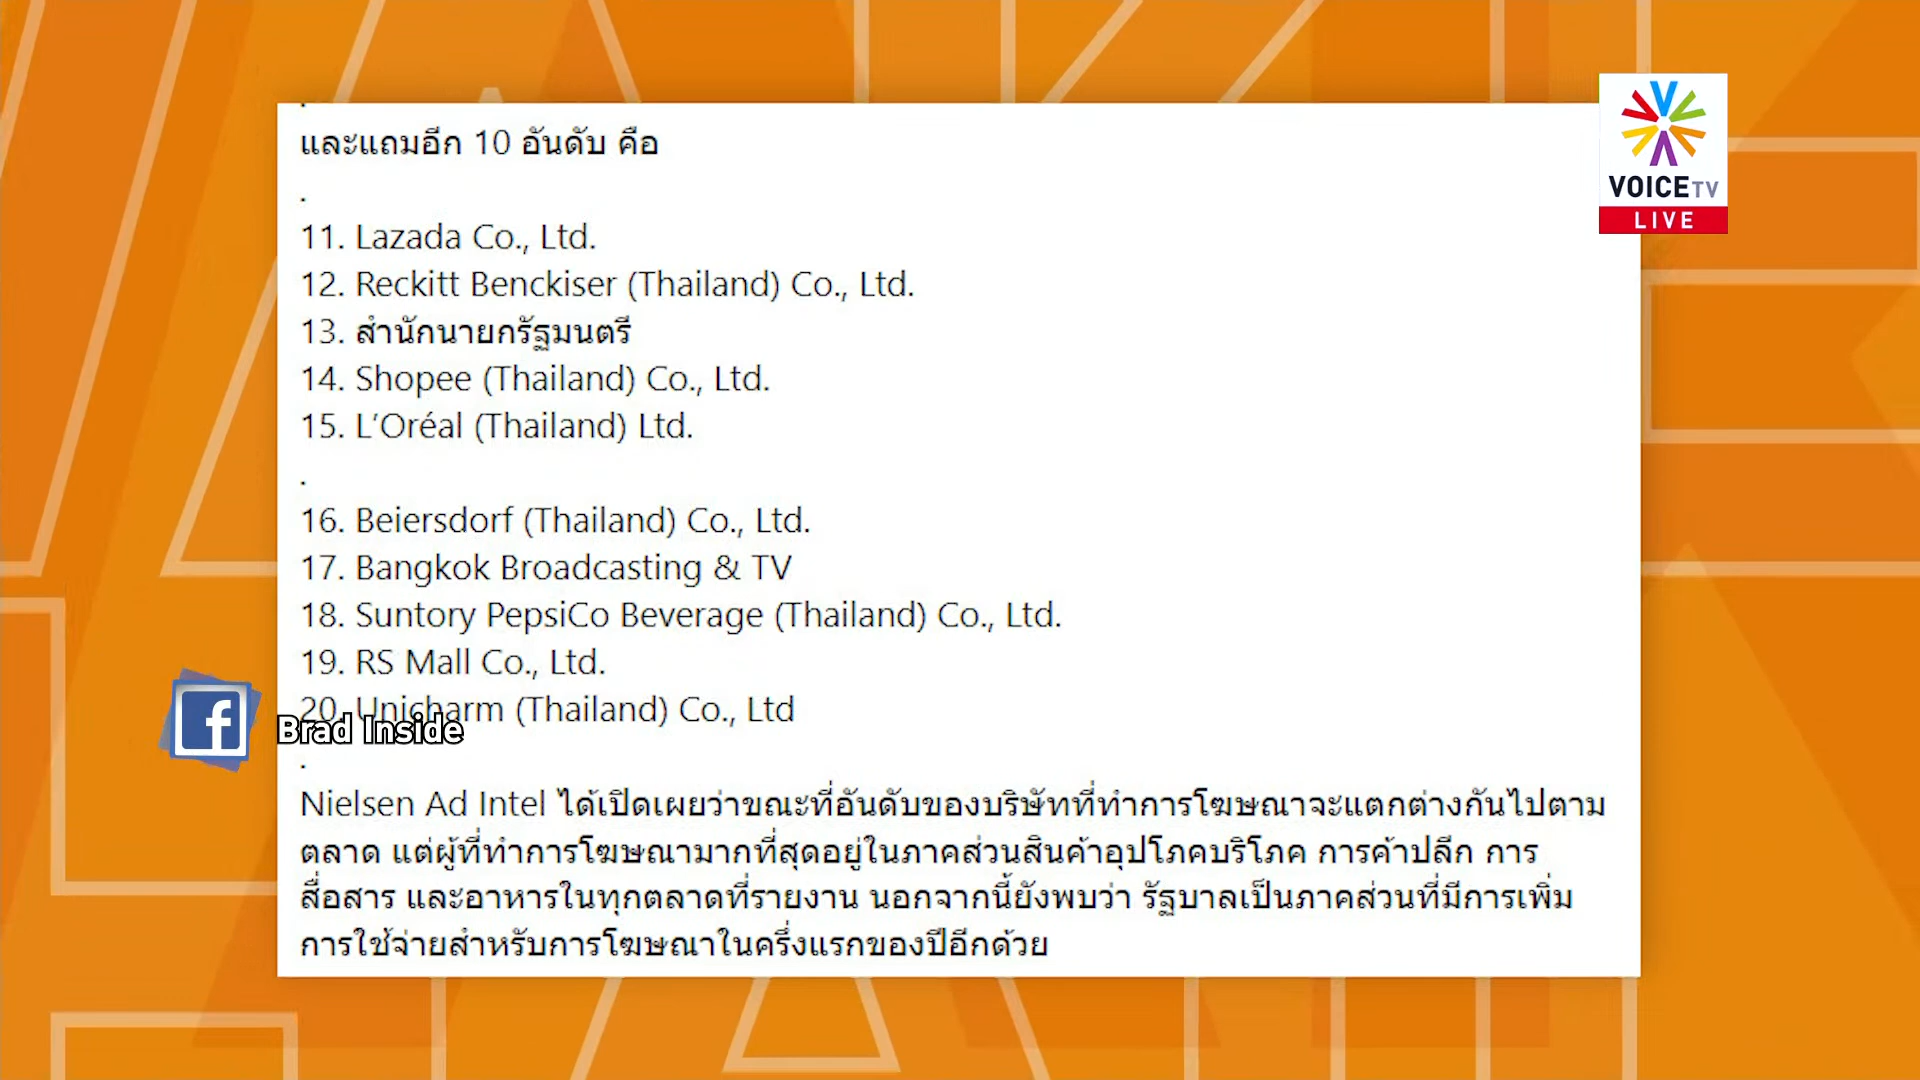 และแถมอีก 10 อันดับ คือ
.
11. Lazada Co., Ltd.
12. Reckitt Benckiser (Thailand) Co., Ltd.
13. สำนักนายกรัฐมนตรี
14. Shopee (Thailand) Co., Ltd.
15. L’Oréal (Thailand) Ltd.
.
16. Beiersdorf (Thailand) Co., Ltd.
17. Bangkok Broadcasting & TV
18. Suntory PepsiCo Beverage (Thailand) Co., Ltd.
19. RS Mall Co., Ltd.
20. Unicharm (Thailand) Co., Ltd
.
Nielsen Ad Intel ได้เปิดเผยว่าขณะที่อันดับของบริษัทที่ทำการโฆษณาจะแตกต่างกันไปตาม
ตลาด แต่ผู้ที่ทำการโฆษณามากที่สุดอยู่ในภาคส่วนสินค้าอุปโภคบริโภค การค้าปลีก การ
สื่อสาร และอาหารในทุกตลาดที่รายงาน นอกจากนี้ยังพบว่า รัฐบาลเป็นภาคส่วนที่มีการเพิ่ม
การใช้จ่ายสำหรับการโฆษณาในครึ่งแรกของปีอีกด้วย
Brad Inside
VOICE TV
LIVE